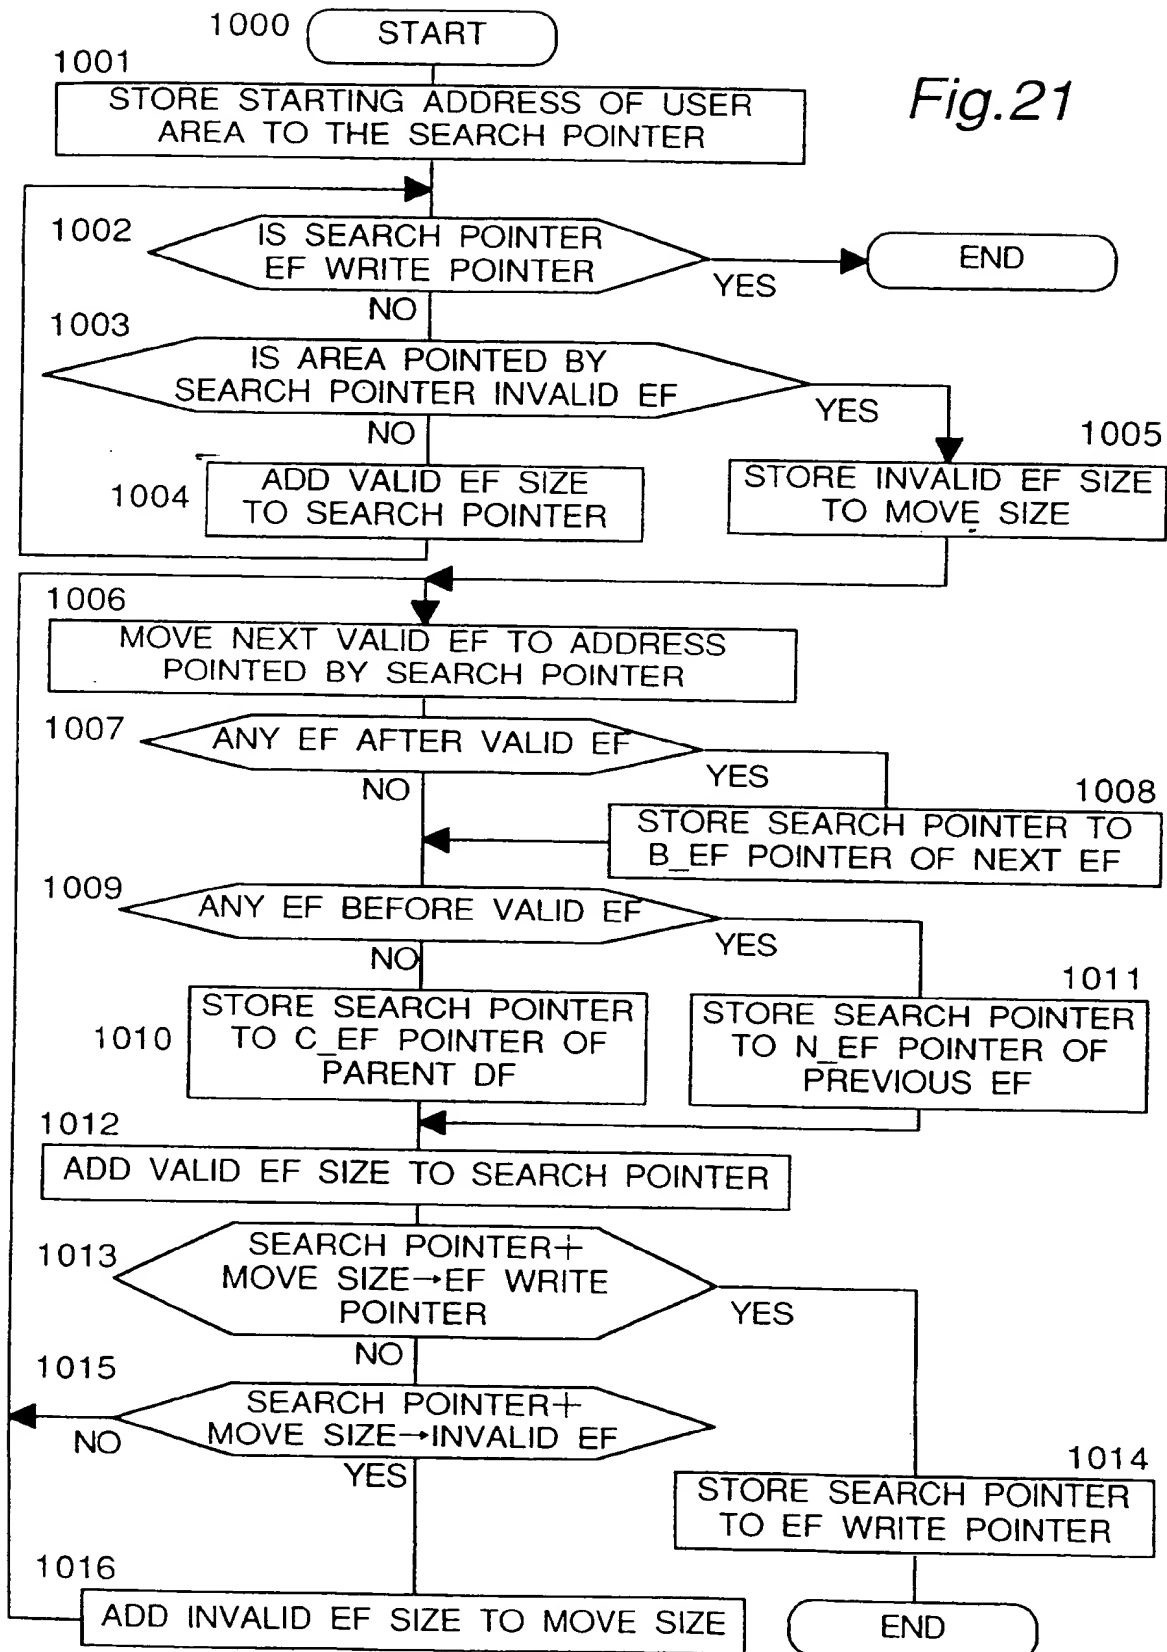 1000
START
Fig.21
1001
STORE STARTING ADDRESS OF USER
AREA TO THE SEARCH POINTER
1002
IS SEARCH POINTER
EF WRITE POINTER
YES
END
NO
1003
IS AREA POINTED BY
SEARCH POINTER INVALID EF
YES
NO
1004
ADD VALID EF SIZE
TO SEARCH POINTER
1005
STORE INVALID EF SIZE
TO MOVE SIZE
1006
MOVE NEXT VALID EF TO ADDRESS
POINTED BY SEARCH POINTER
1007
ANY EF AFTER VALID EF
YES
NO
1008
STORE SEARCH POINTER TO
B_EF POINTER OF NEXT EF
1009
ANY EF BEFORE VALID EF
YES
NO
1010
STORE SEARCH POINTER
TO C_EF POINTER OF
PARENT DF
1011
STORE SEARCH POINTER
TO N_EF POINTER OF
PREVIOUS EF
1012
ADD VALID EF SIZE TO SEARCH POINTER
1013
SEARCH POINTER+
MOVE SIZE→EF WRITE
POINTER
YES
NO
1015
SEARCH POINTER+
MOVE SIZE→INVALID EF
NO
YES
1014
STORE SEARCH POINTER
TO EF WRITE POINTER
1016
ADD INVALID EF SIZE TO MOVE SIZE
END